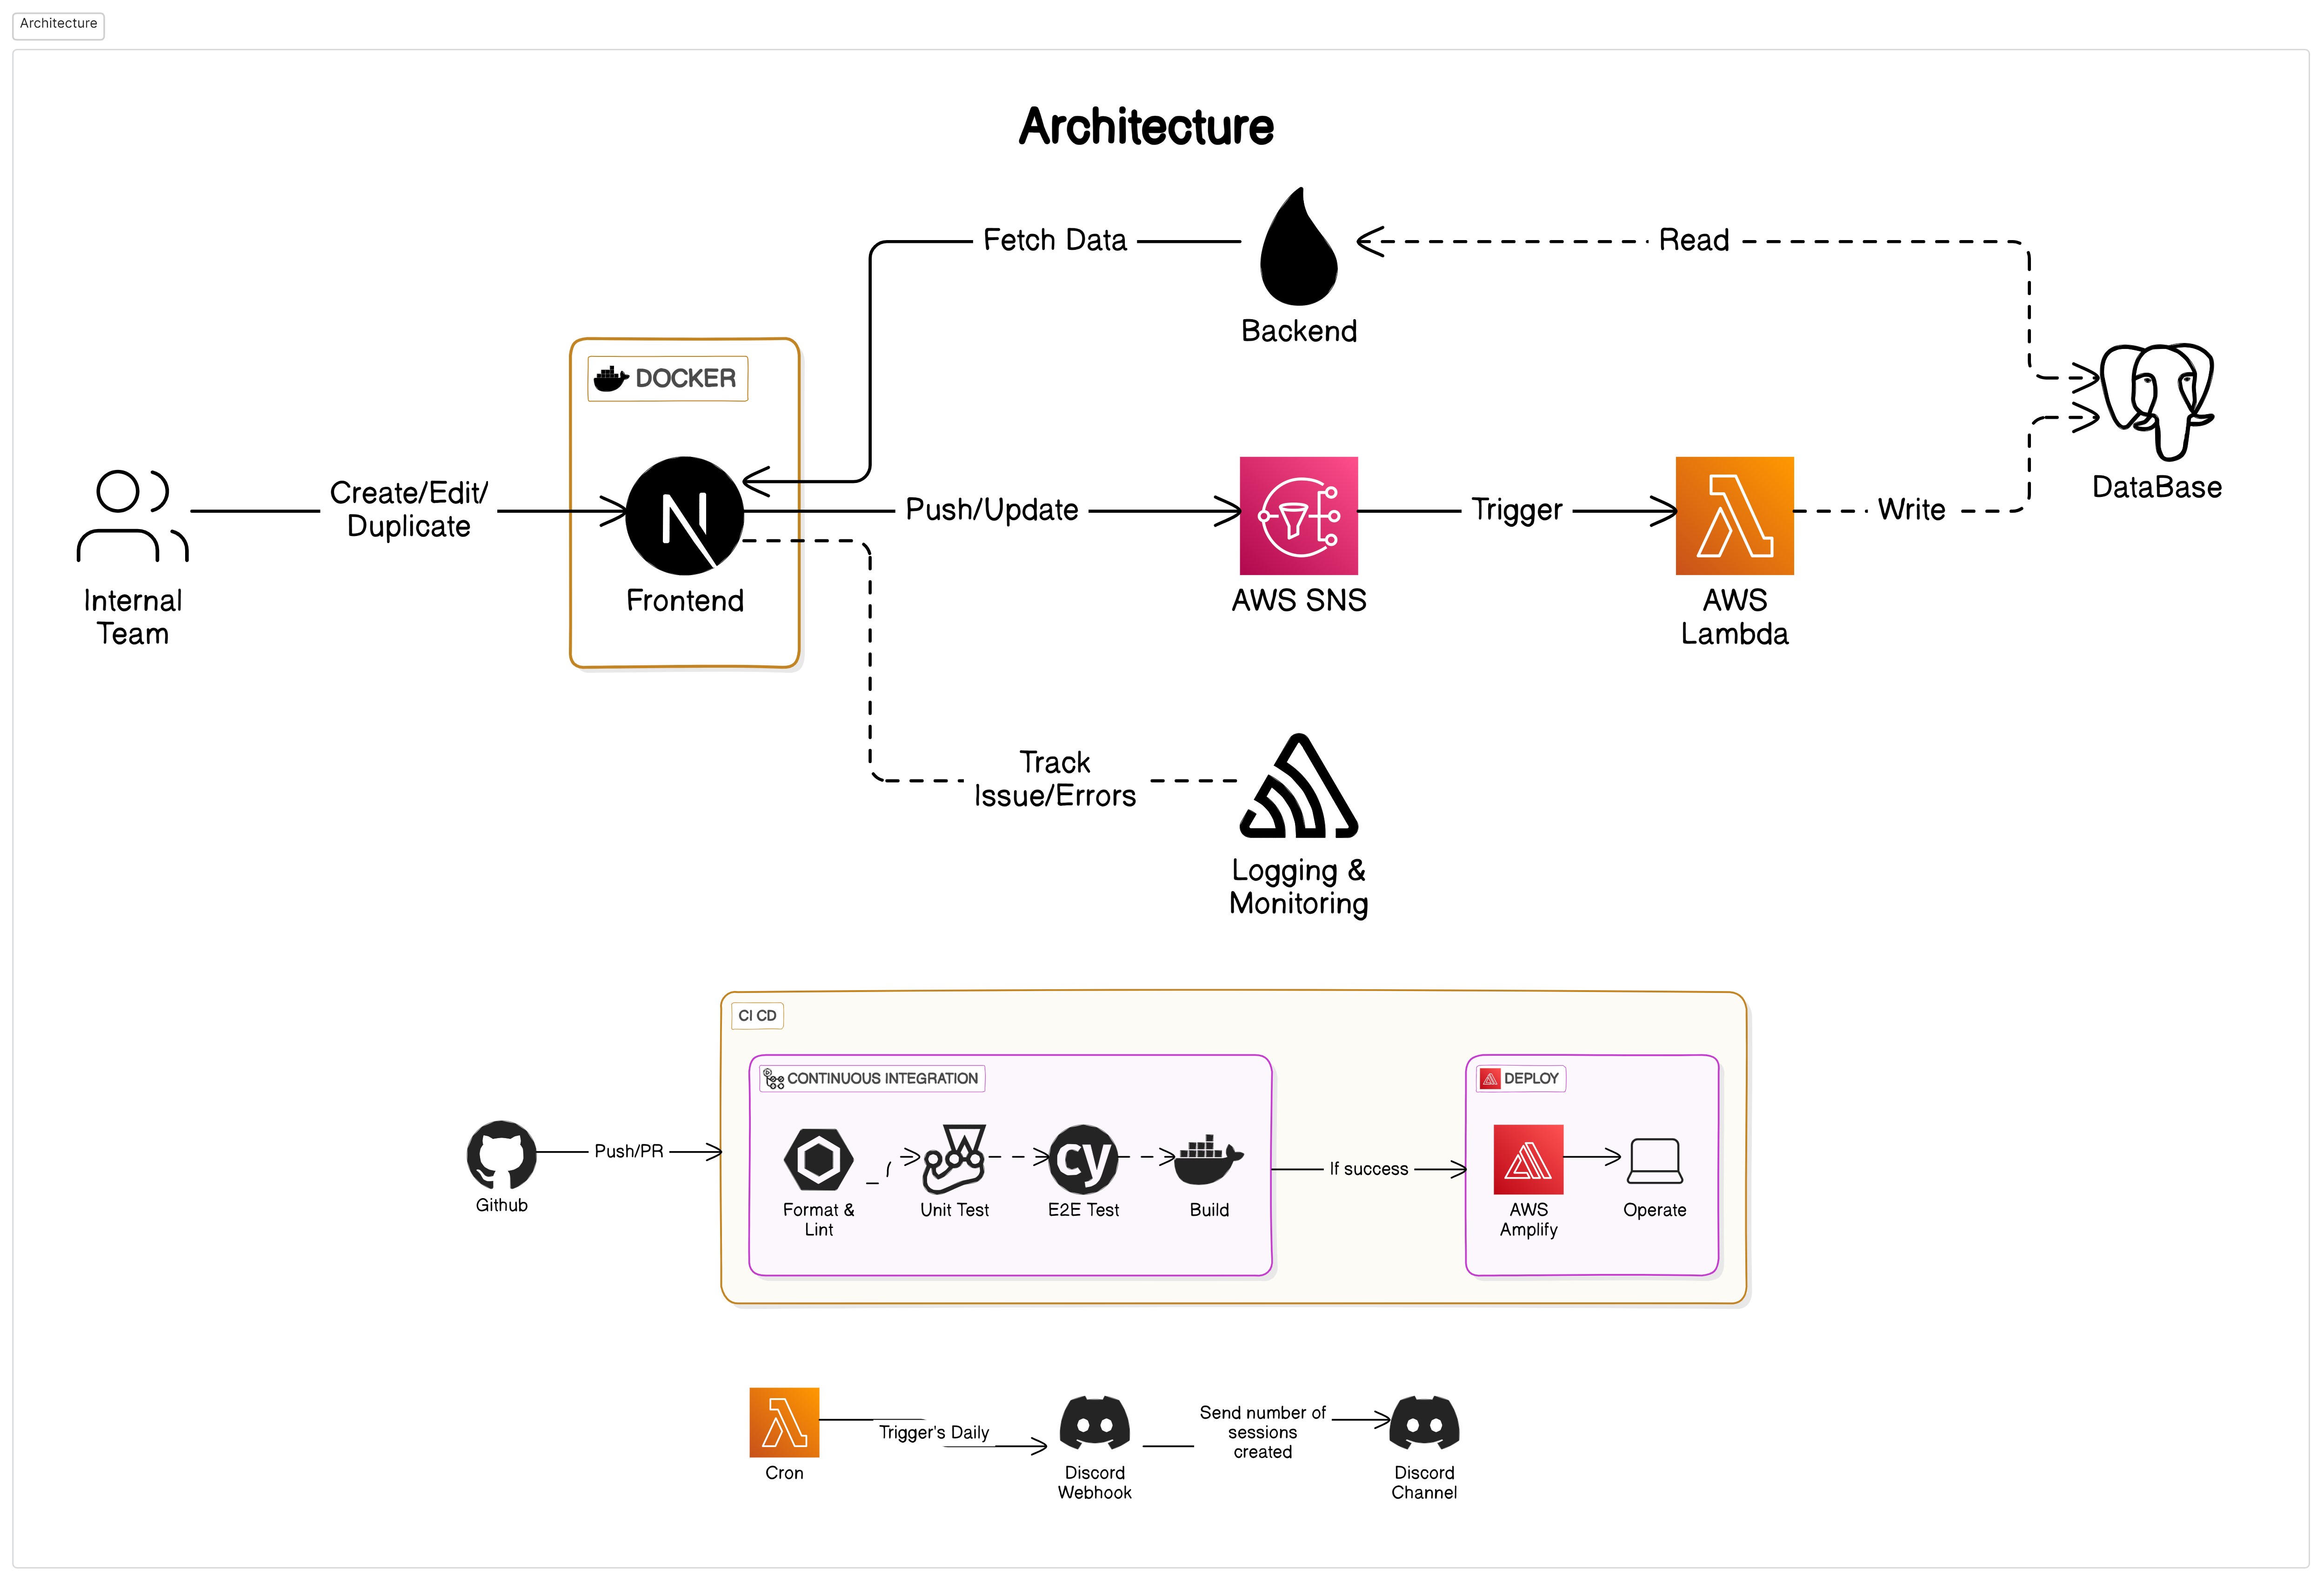 Architecture
Architecture
Fetch Data
Read
Backend
DOCKER
DataBase
Create/Edit/
Duplicate
Push/Update
Trigger
Write
Internal
Team
Frontend
AWS SNS
AWS
Lambda
Track
Issue/Errors
Logging &
Monitoring
CI CD
CONTINUOUS INTEGRATION
DEPLOY
Push/PR
If success
Github
Format &
Lint
cy
Unit Test
E2E Test
Build
AWS
Amplify
Operate
Trigger's Daily
Send number of
sessions
created
Cron
Discord
Webhook
Discord
Channel